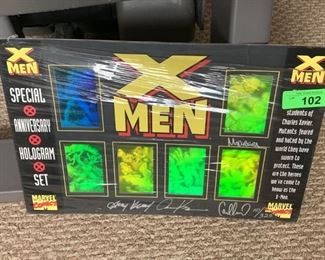 X
MEN
SPECIAL
ANNIVERSARY
HOLOGRAM
SET
MARVEL
COMICS
X
MEN
X
MEN
102
students of
Charles Xavier,
Mutants feared
and hated by the
world they have
sworn to
protect. These
are the heroes
we've come to
know as the
X-Men.
MARVEL
COMICS